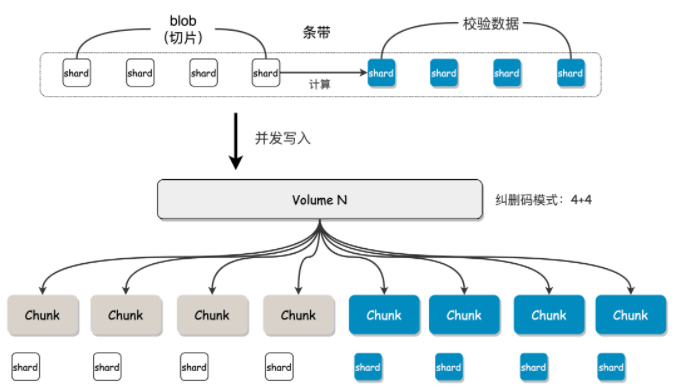 blob
(切片)
条带
校验数据
shard shard shard shard shard shard shard shard
计算
并发写入
Volume N
纠删码模式：4+4
Chunk Chunk Chunk Chunk Chunk Chunk Chunk Chunk
shard shard shard shard shard shard shard shard